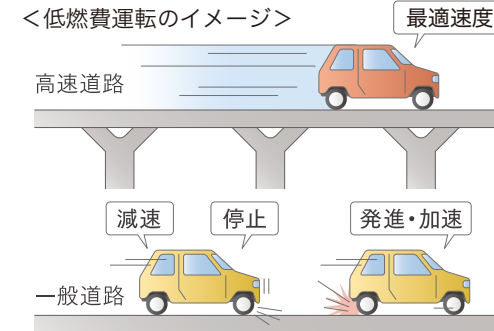 ＜低燃費運転のイメージ＞
最適速度
高速道路
減速
停止
発進・加速
一般道路